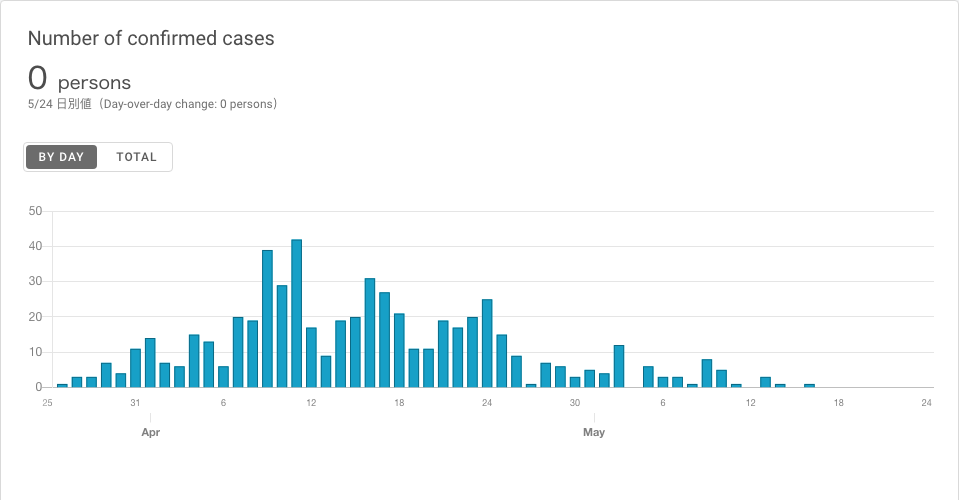 Number of confirmed cases
0 persons
5/24 日別値（Day-over-day change: 0 persons）
BY DAY TOTAL
50
40
30
20
10
0
25 31 6 12 18 24 30 6 12 18 24
Apr May